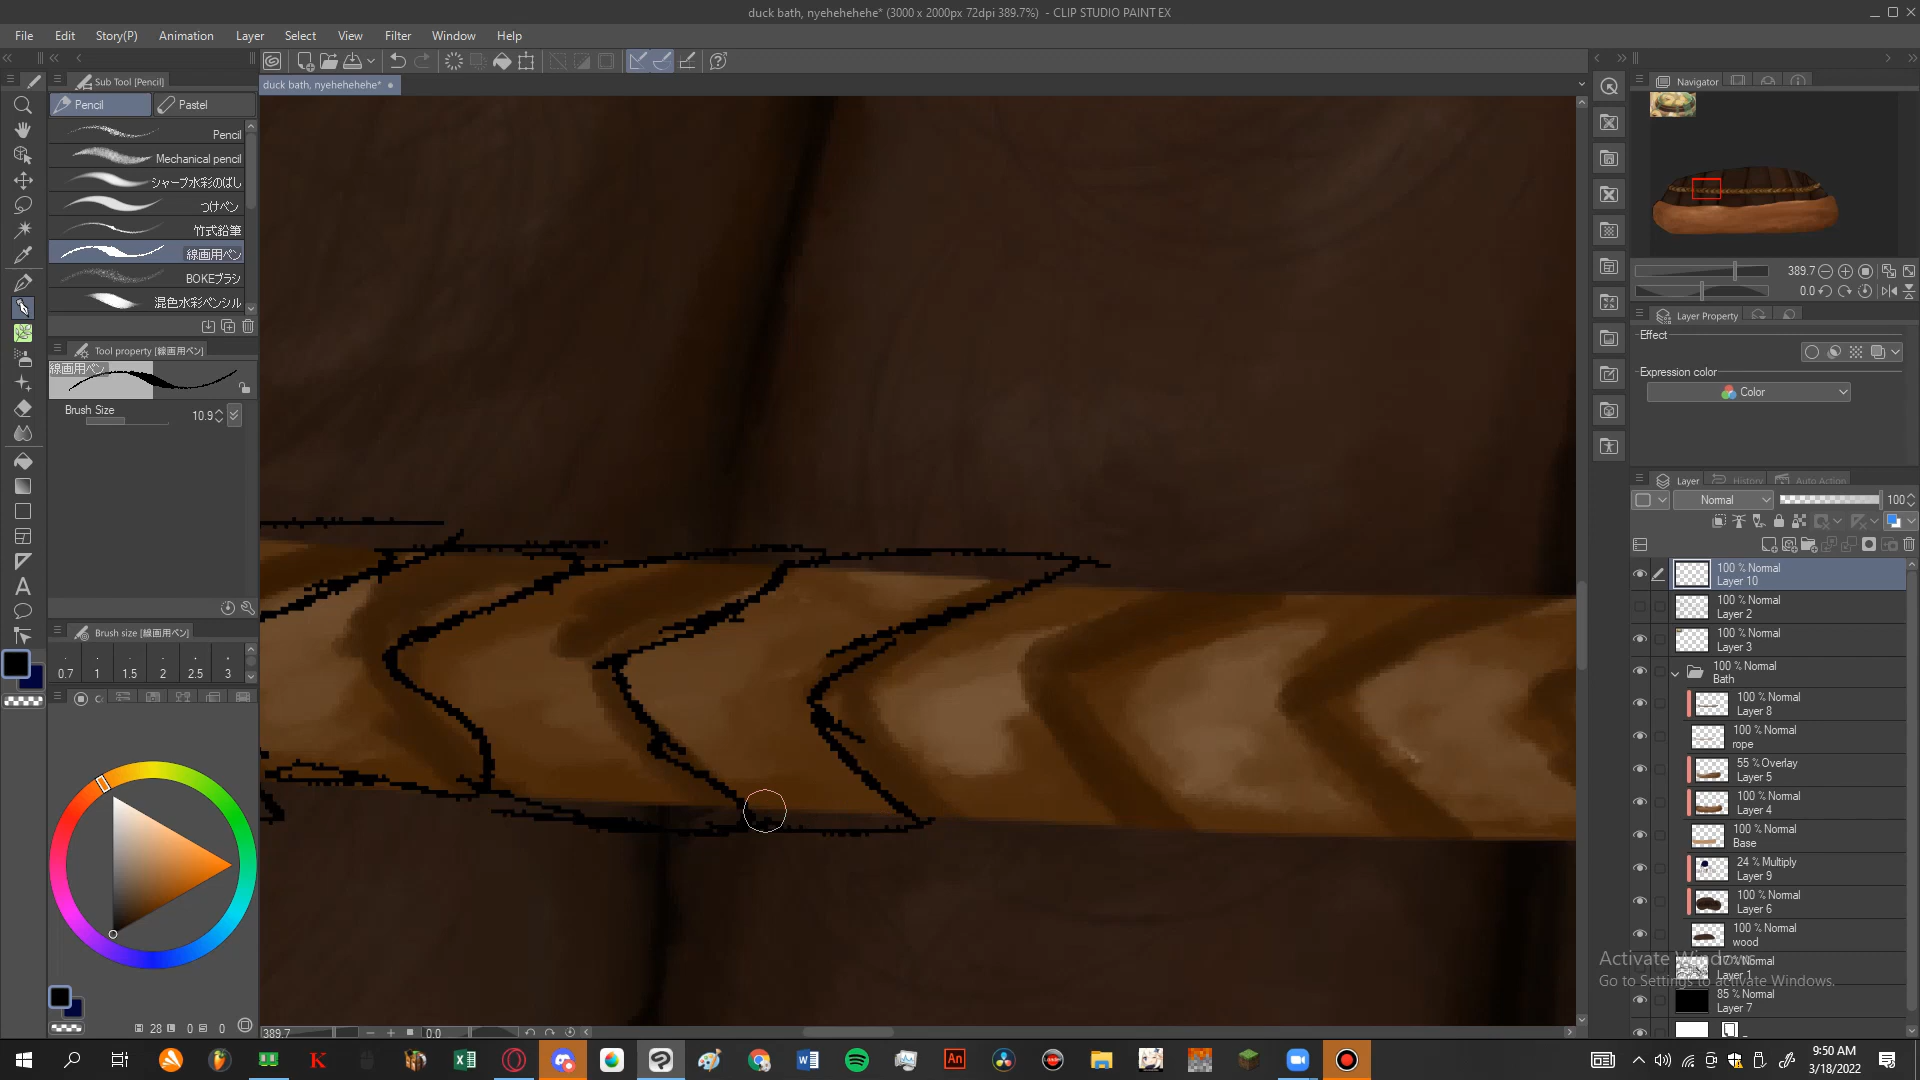 duck bath, nyehehehehe* (3000 x 2000px 72dpi 389.7%)  - CLIP STUDIO PAINT EX
File Edit Story(P) Animation Layer Select View Filter Window Help
Sub Tool [Pencil]
duck bath, nyehehehehe*
Pencil Pastel
Pencil
Mechanical pencil
シャープ水彩のばし
つけペン
竹式鉛筆
線画用ペン
BOKEブラシ
混色水彩ペンシル
Tool property [線画用ペン]
線画用ペン
Brush Size 10.9
Brush size [線画用ペン]
0.7 1 1.5 2 2.5 3
28 0 0
389.7 0.0
Navigator
389.7
0.0
Layer Property
Effect
Expression color
Color
Layer History Auto Action
Normal 100
100 % Normal
Layer 10
100 % Normal
Layer 2
100 % Normal
Layer 3
100 % Normal
Bath
100 % Normal
Layer 8
100 % Normal
rope
55 % Overlay
Layer 5
100 % Normal
Layer 4
100 % Normal
Base
24 % Multiply
Layer 9
100 % Normal
Layer 6
100 % Normal
wood
Activate Windows
Normal
Layer 1
Go to Settings to activate Windows.
85 % Normal
Layer 7
9:50 AM
3/18/2022